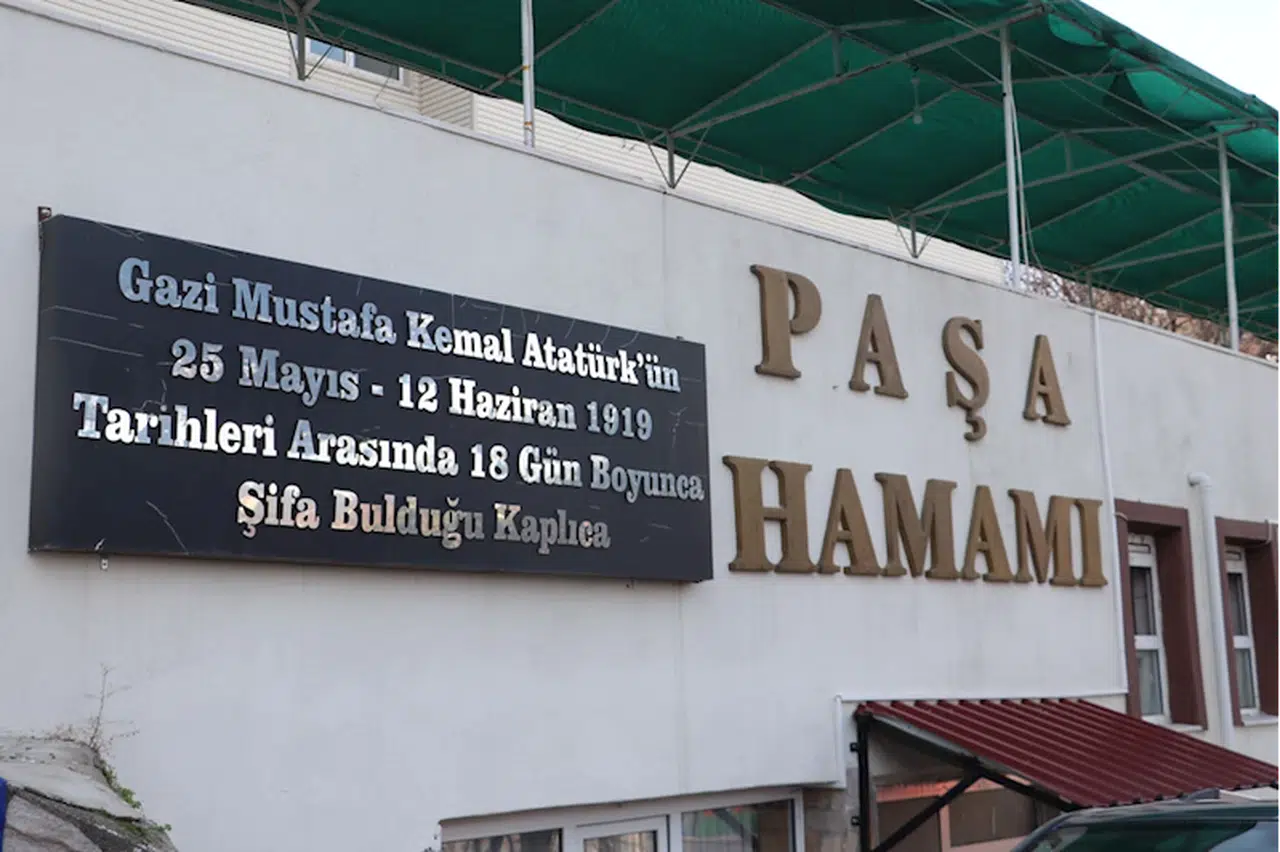 Gazi Mustafa Kemal Atatürk'ün
25 Mayıs - 12 Haziran 1919
Tarihleri Arasında 18 Gün Boyunca
Şifa Bulduğu Kaplıca
PAŞA
HAMAMI